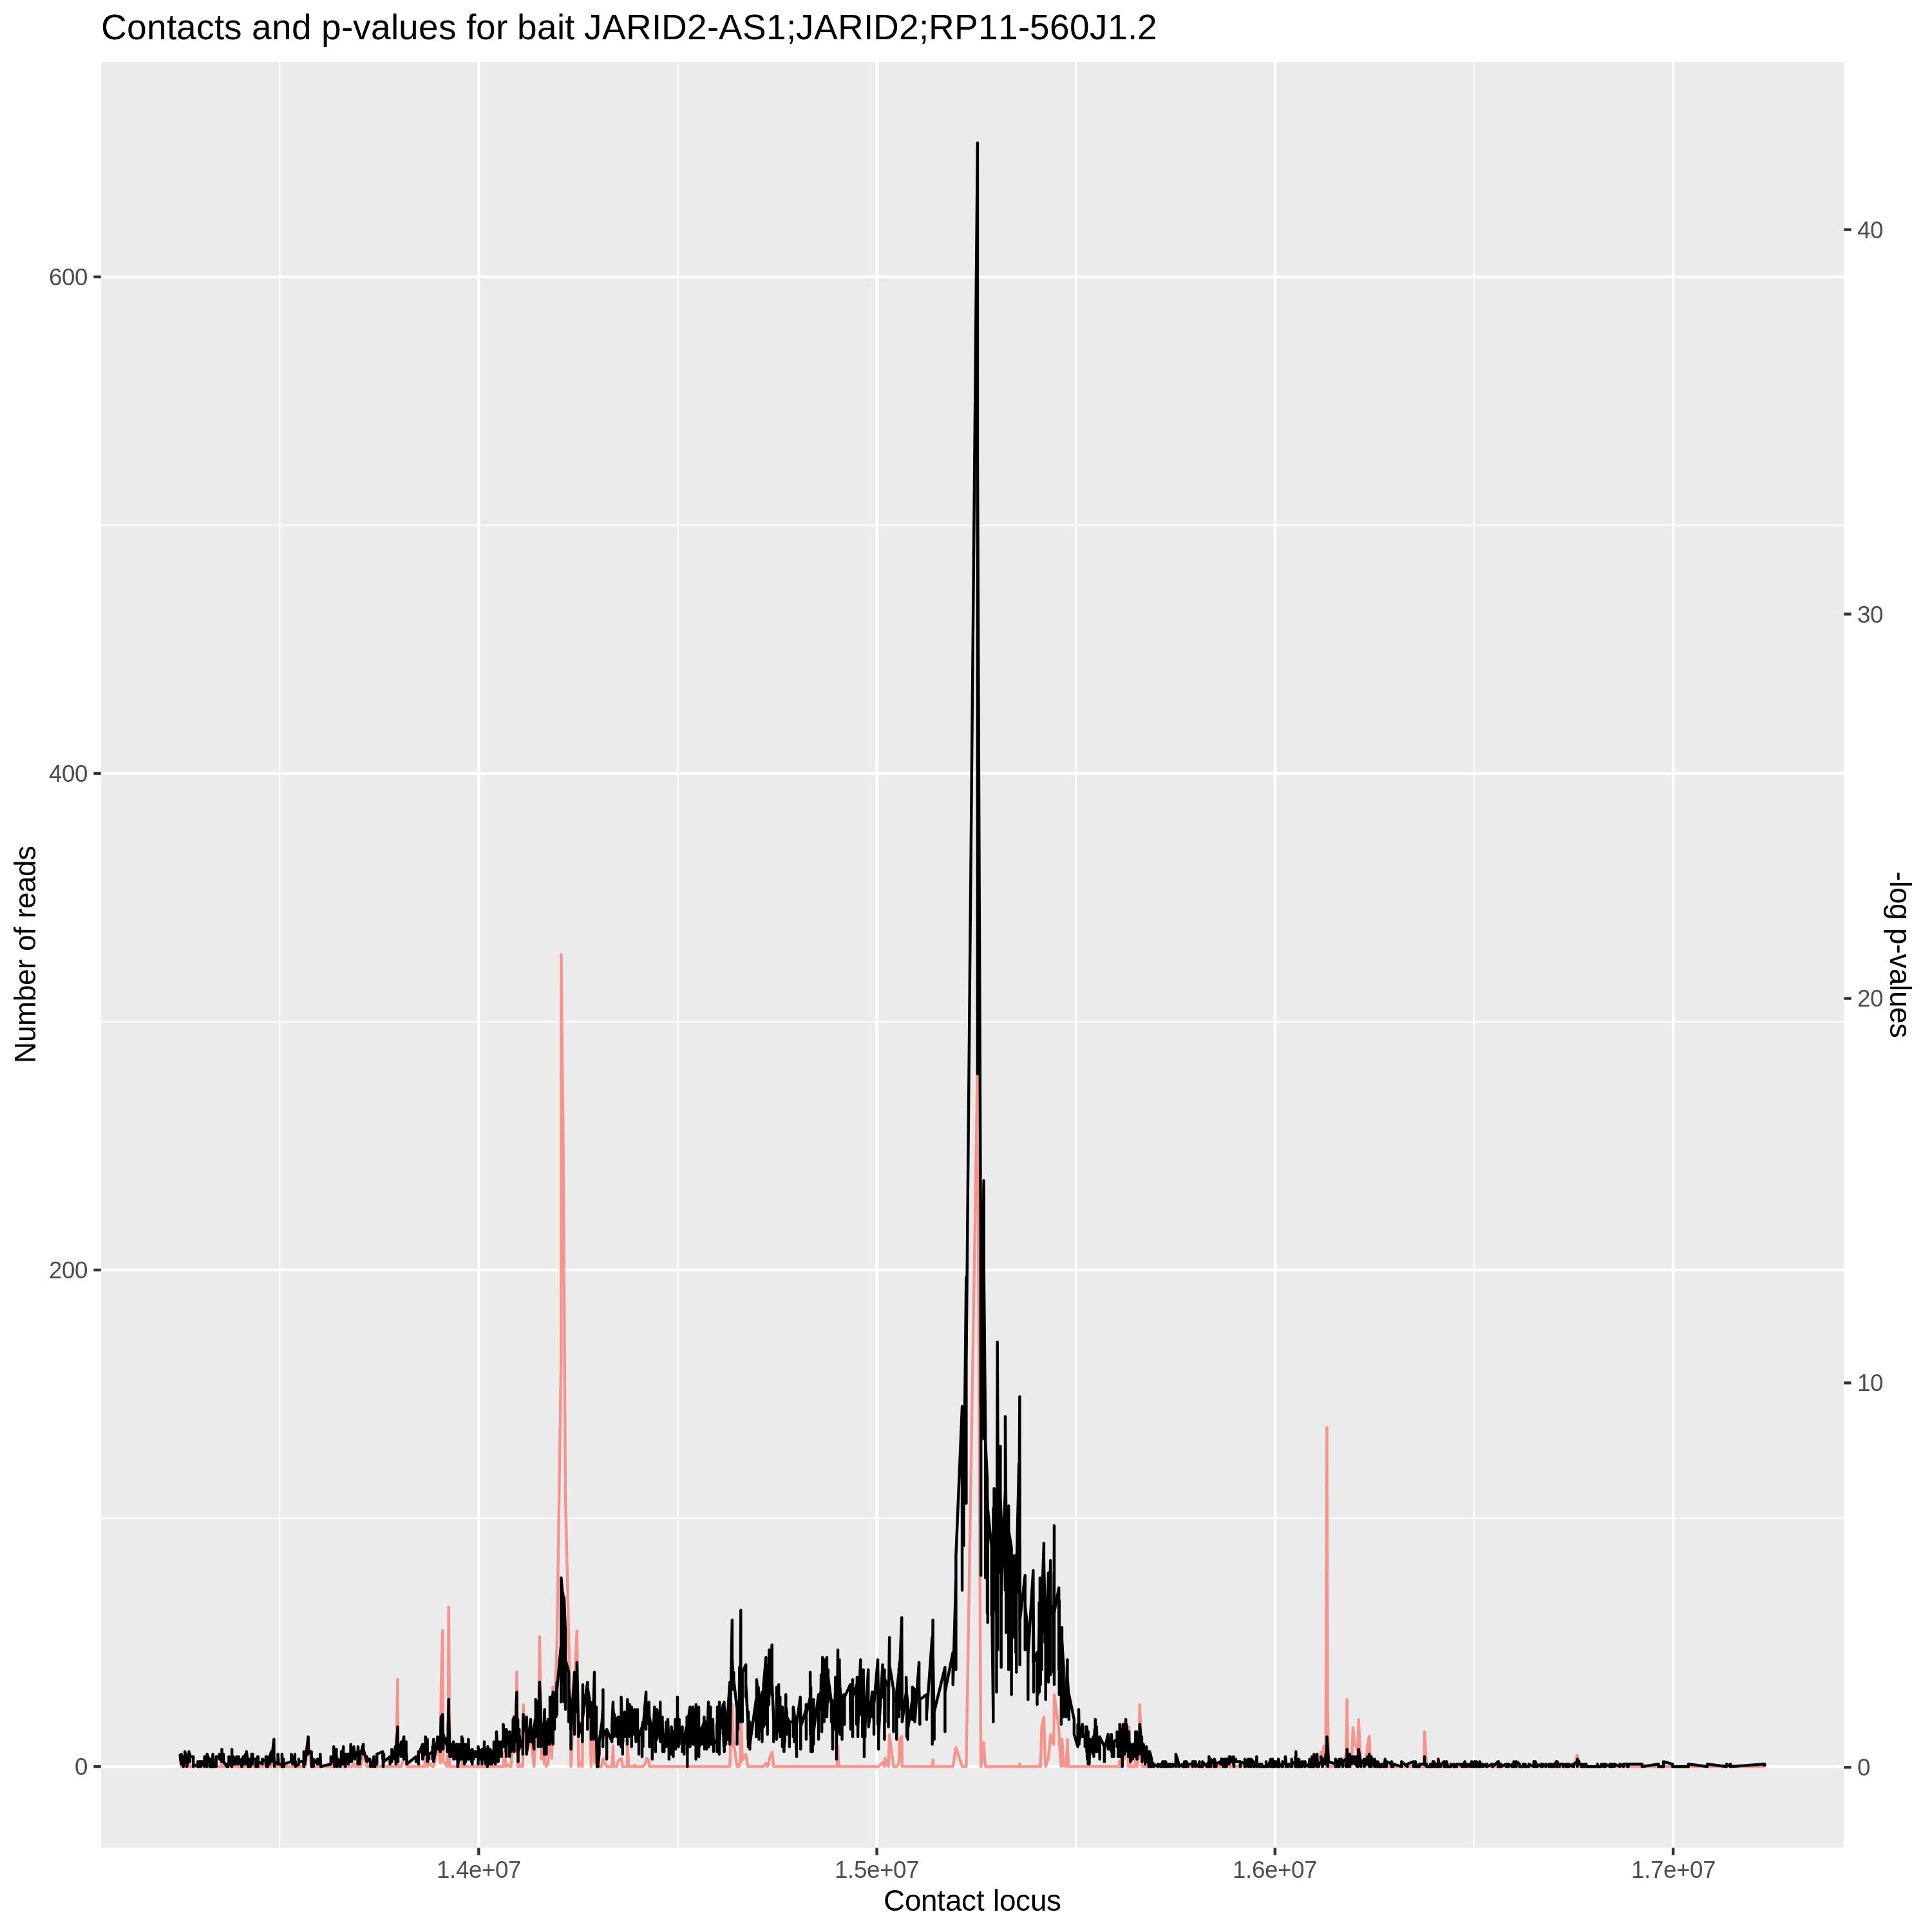 Contacts and p-values for bait JARID2-AS1;JARID2;RP11-560J1.2
600
400
200
0
Number of reads
40
30
20
10
0
-log p-values
1.4e+07
1.5e+07
1.6e+07
1.7e+07
Contact locus